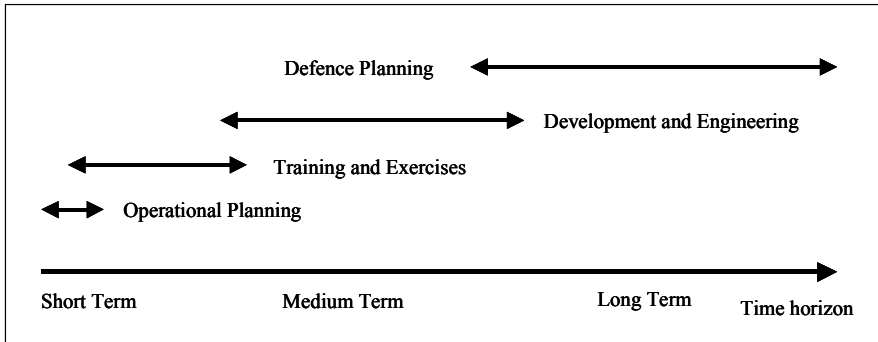 Defence Planning
Development and Engineering
Training and Exercises
Operational Planning
Short Term
Medium Term
Long Term
Time horizon